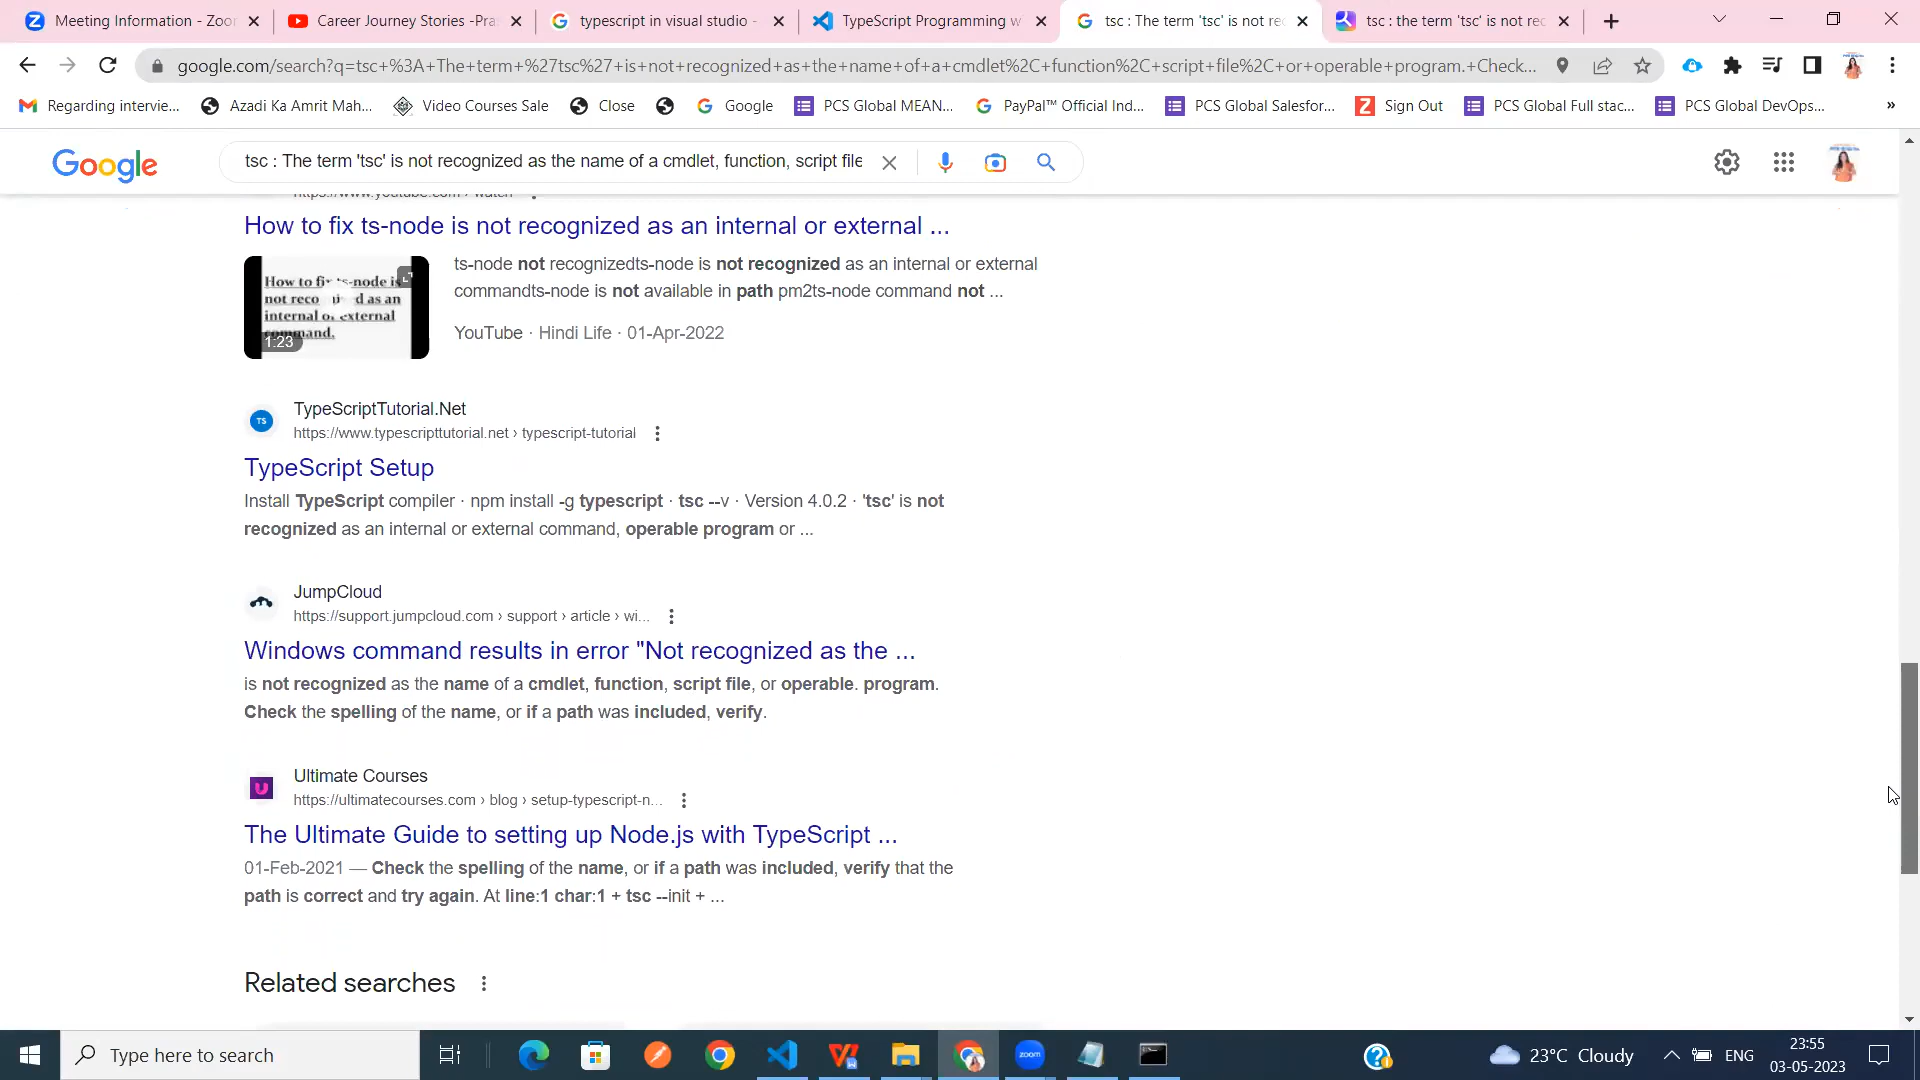 Meeting Information - Zoo
Career Journey Stories -Pra
typescript in visual studio -
TypeScript Programming w
tsc : The term 'tsc' is not rec
tsc : the term 'tsc' is not rec
google.com/search?q=tsc+%3A+The+term+%27tsc%27+is+not+recognized+as+the+name+of+a+cmdlet%2C+function%2C+script+file%2C+or+operable+program.+Check...
Regarding intervie...
Azadi Ka Amrit Mah...
Video Courses Sale
Close
Google
PCS Global MEAN...
PayPal™ Official Ind...
PCS Global Salesfor...
Sign Out
PCS Global Full stac...
PCS Global DevOps...
Google
tsc : The term 'tsc' is not recognized as the name of a cmdlet, function, script file
https://www.youtube.com › watch
How to fix ts-node is not recognized as an internal or external ...
1:23
ts-node not recognizedts-node is not recognized as an internal or external
commandts-node is not available in path pm2ts-node command not ...
YouTube · Hindi Life · 01-Apr-2022
TypeScriptTutorial.Net
https://www.typescripttutorial.net › typescript-tutorial
TypeScript Setup
Install TypeScript compiler · npm install -g typescript · tsc --v · Version 4.0.2 · 'tsc' is not
recognized as an internal or external command, operable program or ...
JumpCloud
https://support.jumpcloud.com › support › article › wi...
Windows command results in error "Not recognized as the ...
is not recognized as the name of a cmdlet, function, script file, or operable. program.
Check the spelling of the name, or if a path was included, verify.
Ultimate Courses
https://ultimatecourses.com › blog › setup-typescript-n...
The Ultimate Guide to setting up Node.js with TypeScript ...
01-Feb-2021 — Check the spelling of the name, or if a path was included, verify that the
path is correct and try again. At line:1 char:1 + tsc --init + ...
Related searches
Type here to search
zoom
23°C Cloudy
ENG
23:55
03-05-2023